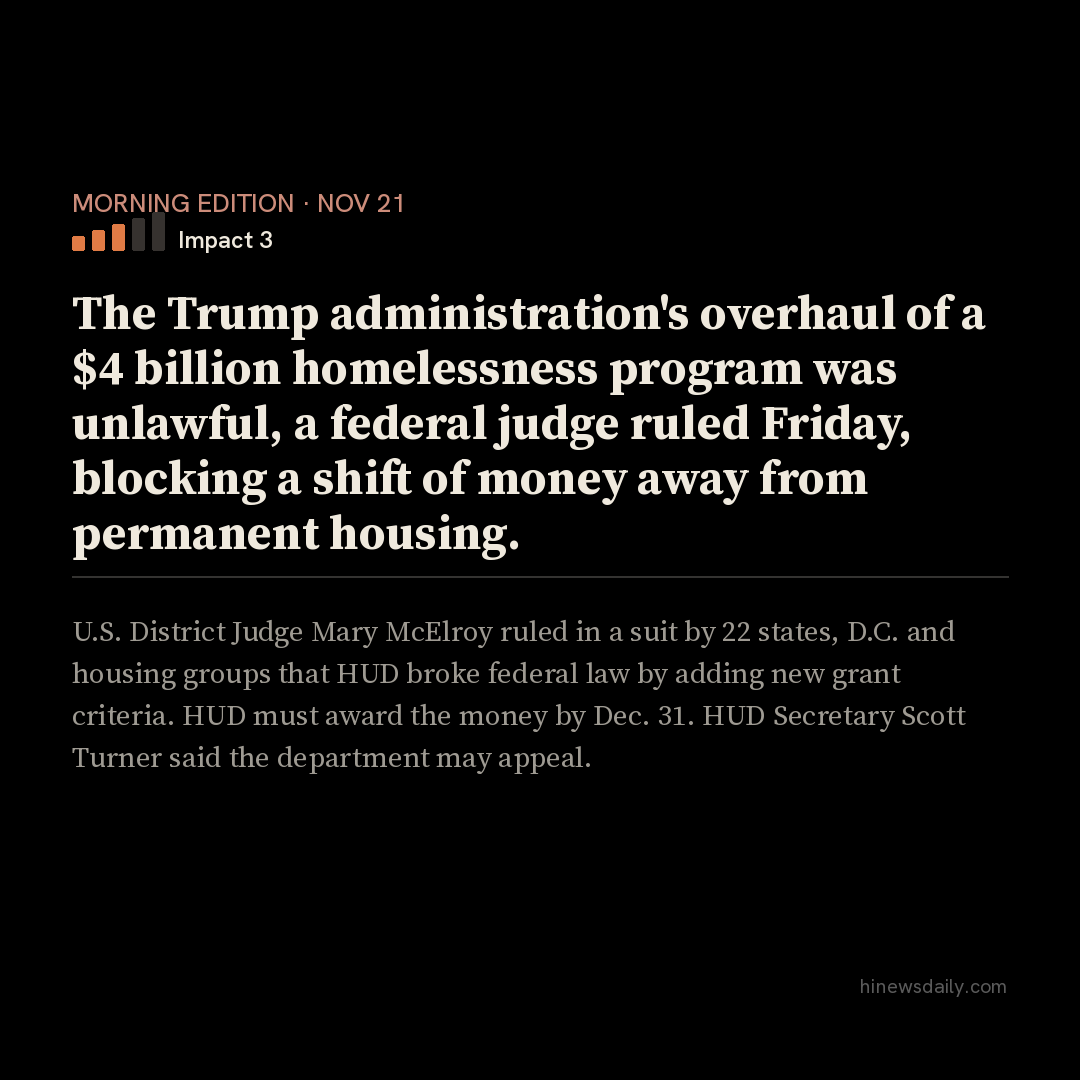 MORNING EDITION · NOV 21
Impact 3
The Trump administration's overhaul of a
$4 billion homelessness program was
unlawful, a federal judge ruled Friday,
blocking a shift of money away from
permanent housing.
U.S. District Judge Mary McElroy ruled in a suit by 22 states, D.C. and
housing groups that HUD broke federal law by adding new grant
criteria. HUD must award the money by Dec. 31. HUD Secretary Scott
Turner said the department may appeal.
hinewsdaily.com